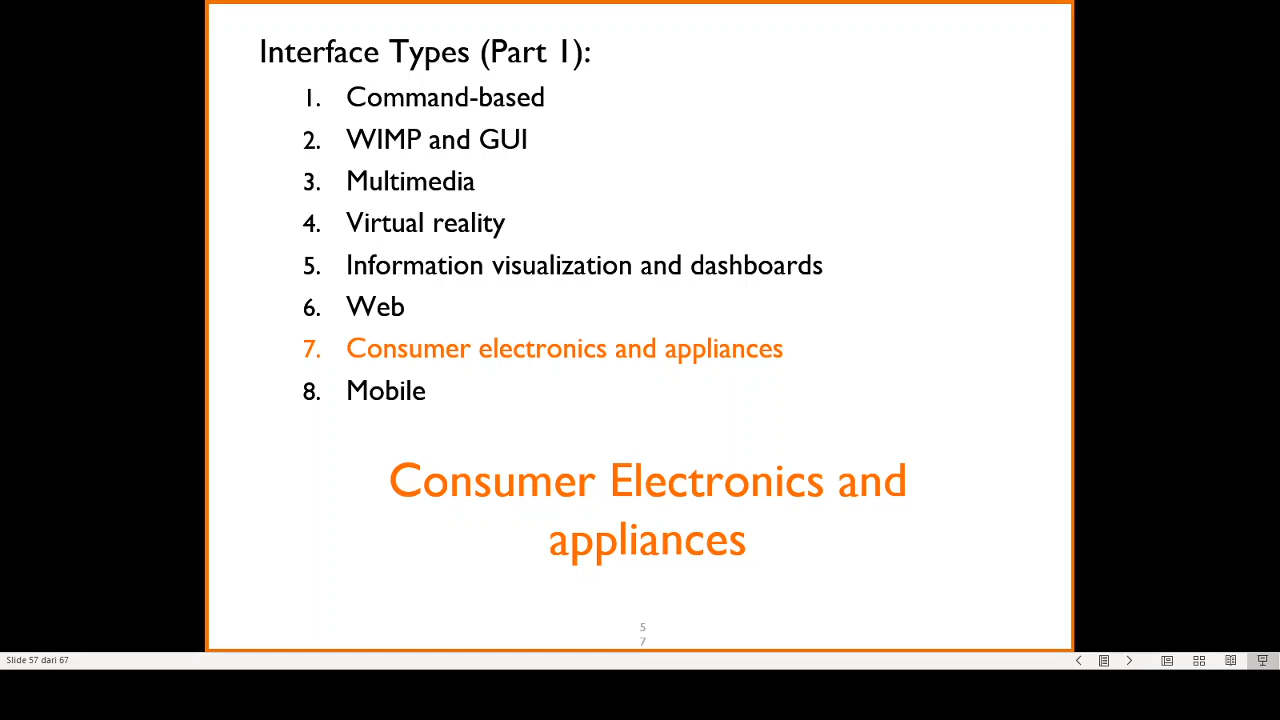 Interface Types (Part 1):
1. Command-based
2. WIMP and GUI
3. Multimedia
4. Virtual reality
5. Information visualization and dashboards
6. Web
7. Consumer electronics and appliances
8. Mobile
Consumer Electronics and
appliances
5
7
Slide 57 dari 67